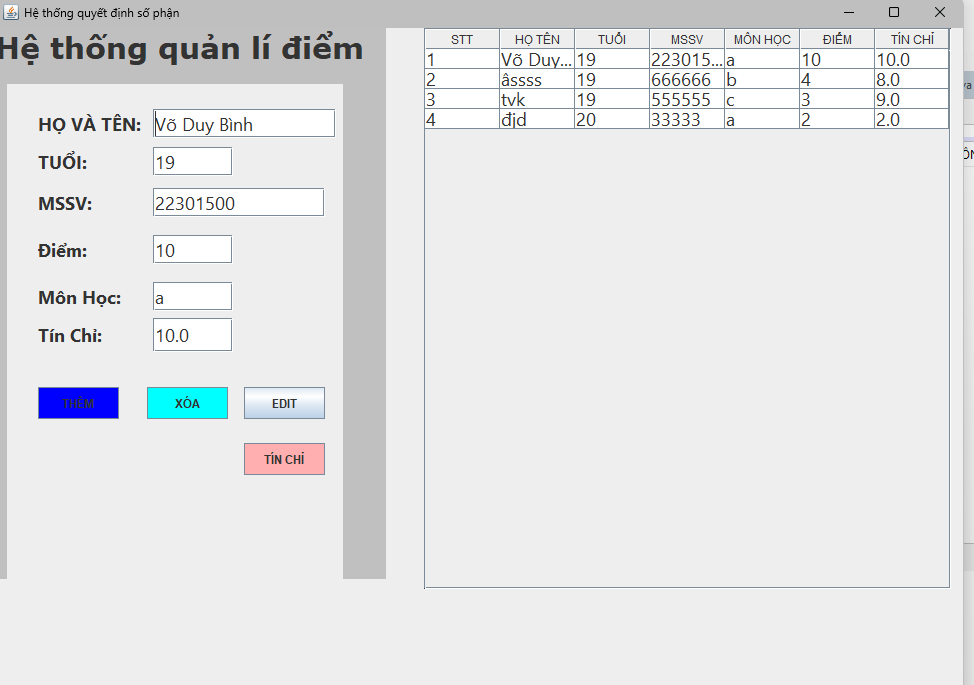 Hệ thống quyết định số phận
Hệ thống quản lí điểm
HỌ VÀ TÊN: Võ Duy Bình
TUỔI: 19
MSSV: 22301500
Điểm: 10
Môn Học: a
Tín Chỉ: 10.0
THÊM XÓA EDIT
TÍN CHỈ
STT HỌ TÊN TUỔI MSSV MÔN HỌC ĐIỂM TÍN CHỈ
1 Võ Duy... 19 223015... a 10 10.0
2 âssss 19 666666 b 4 8.0
3 tvk 19 555555 c 3 9.0
4 đjd 20 33333 a 2 2.0